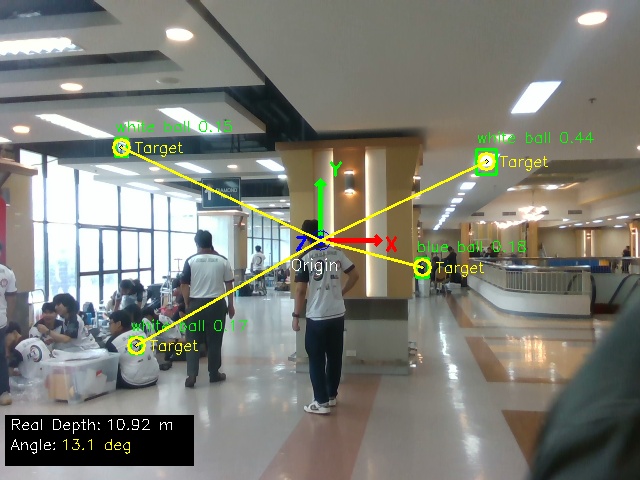 white ball 0.15
Target
white ball 0.44
Target
DIAMOND
Y
Z
X
Origin
blue ball 0.18
Target
white ball 0.17
Target
Real Depth: 10.92 m
Angle: 13.1 deg